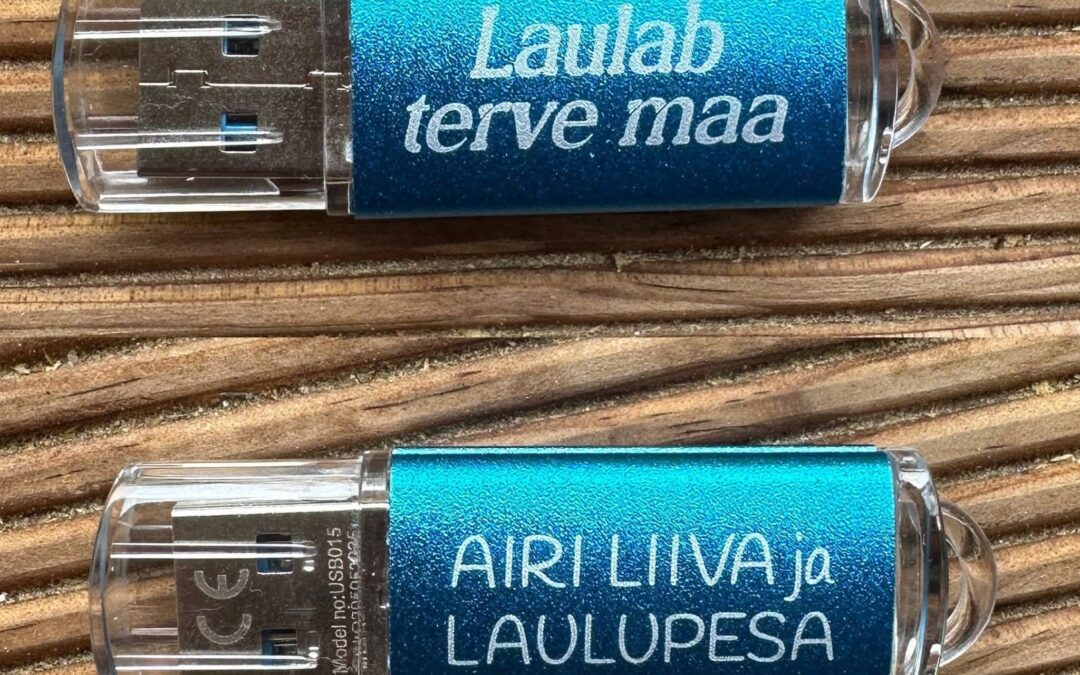 Laulab
terve maa
AIRI LIIVA ja
LAULUPESA
CE
Model no:USB015